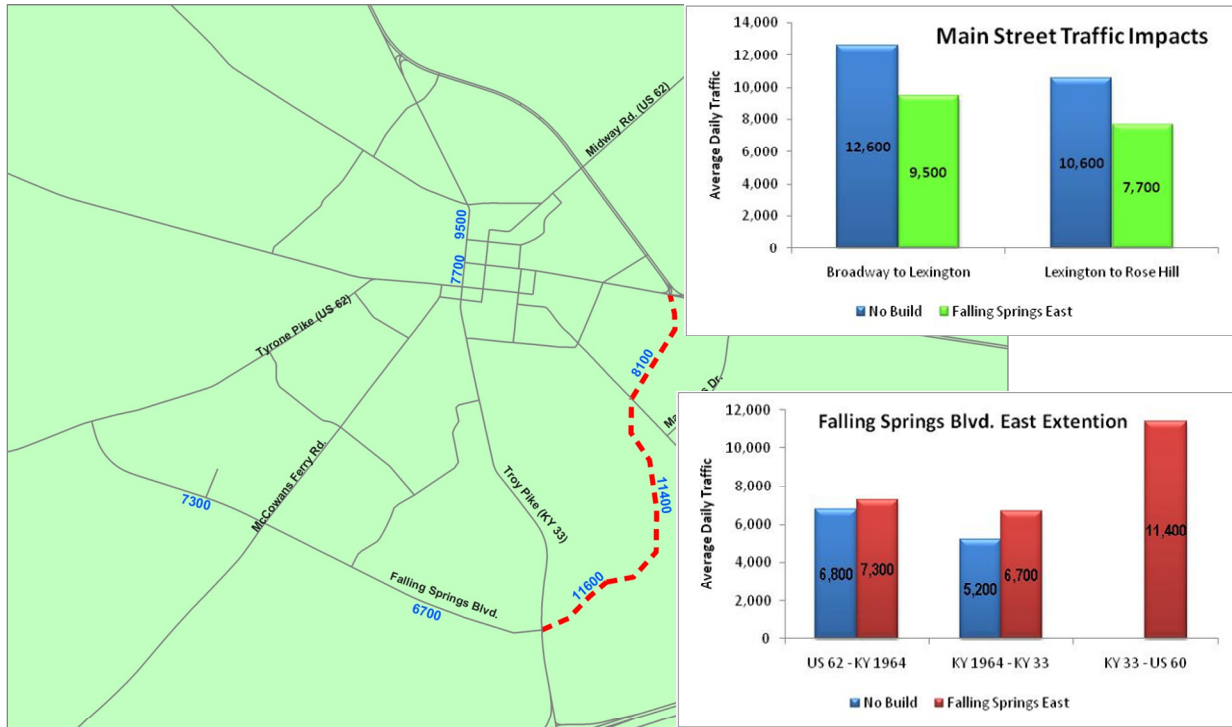 Midway Rd. (US 62)
9500
7700
Tyrone Pike (US 62)
8100
s Dr.
Ma
McCowans Ferry Rd.
Troy Pike (KY 33)
11400
7300
11600
Falling Springs Blvd.
6700
Main Street Traffic Impacts
Average Daily Traffic
14,000
12,000
10,000
8,000
6,000
4,000
2,000
0
12,600
9,500
10,600
7,700
Broadway to Lexington
Lexington to Rose Hill
No Build
Falling Springs East
Falling Springs Blvd. East Extention
Average Daily Traffic
12,000
10,000
8,000
6,000
4,000
2,000
0
6,800
7,300
5,200
6,700
11,400
US 62 - KY 1964
KY 1964 - KY 33
KY 33 - US 60
No Build
Falling Springs East